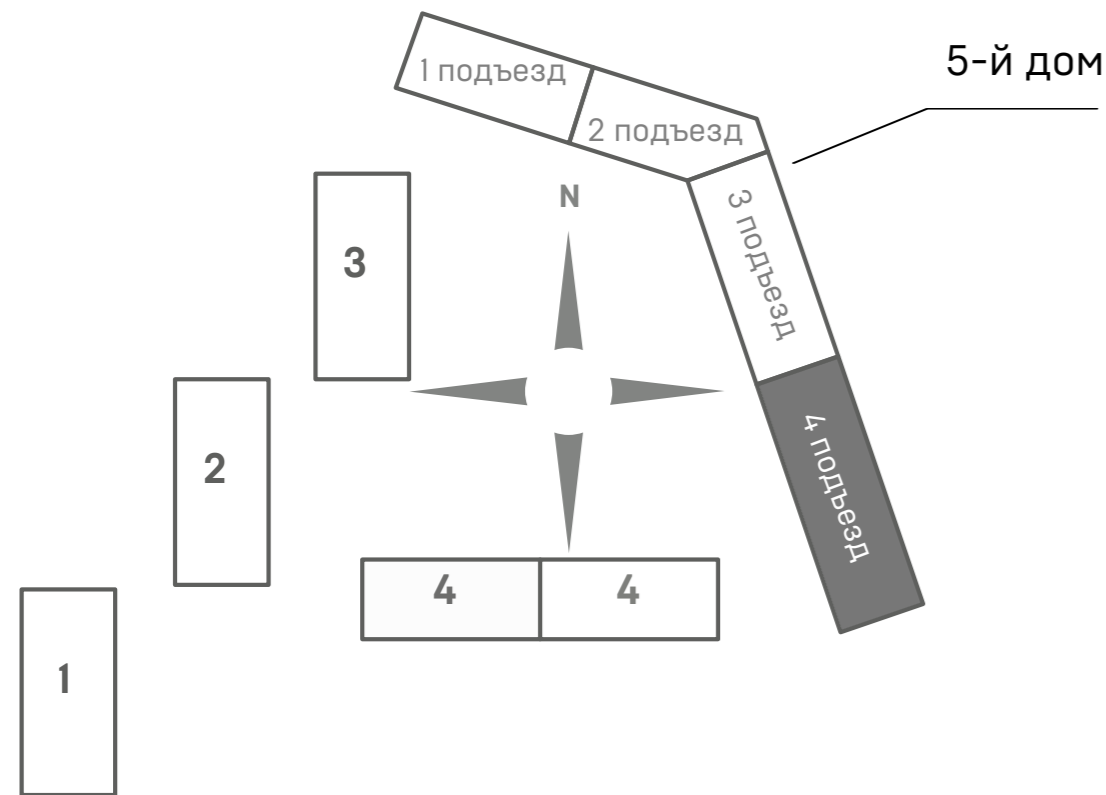 5-й дом
1 подъезд
2 подъезд
3 подъезд
4 подъезд
N
3
2
4 4
1